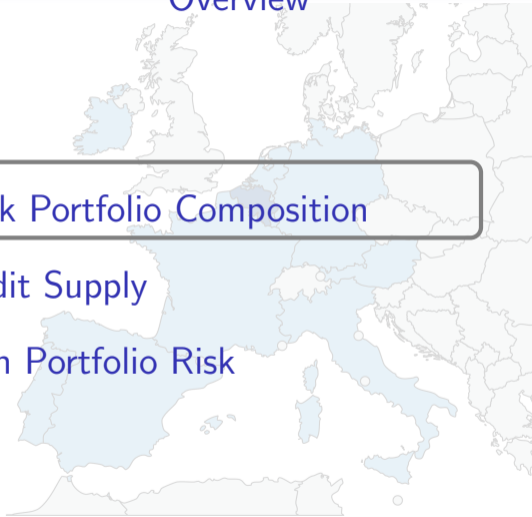 Overview
k Portfolio Composition
dit Supply
n Portfolio Risk